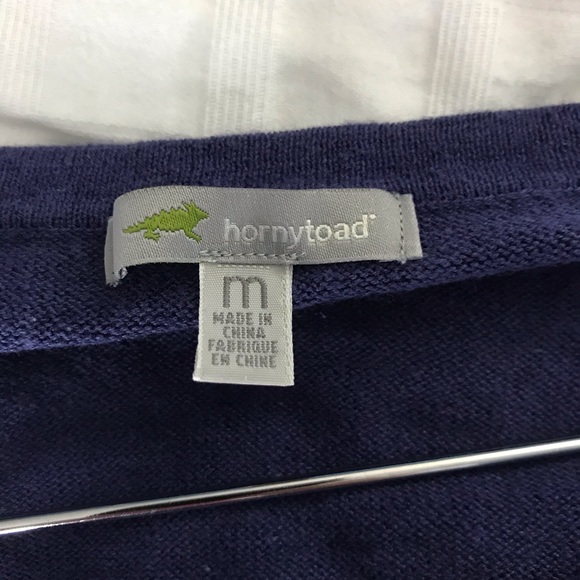 hornytoad
m
MADE IN
CHINA
FABRIQUE
EN CHINE